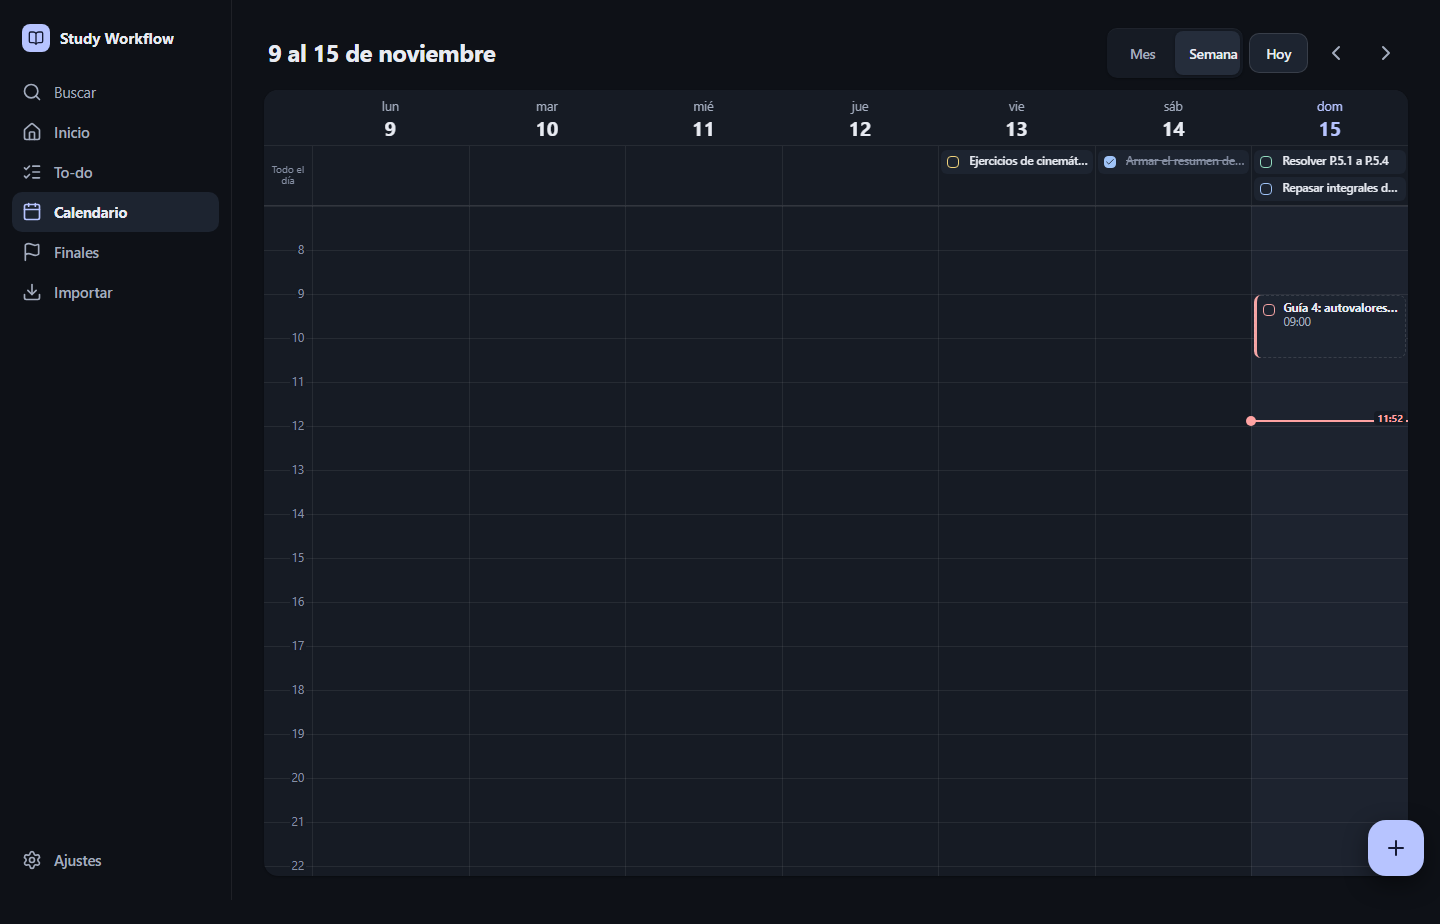 Study Workflow
Buscar
Inicio
To-do
Calendario
Finales
Importar
Ajustes
9 al 15 de noviembre
Mes
Semana
Hoy
lun
9
mar
10
mié
11
jue
12
vie
13
sáb
14
dom
15
Todo el
día
Ejercicios de cinemát...
Armar el resumen de...
Resolver P.5.1 a P.5.4
Repasar integrales d...
8
9
Guía 4: autovalores...
09:00
10
11
11:52
12
13
14
15
16
17
18
19
20
21
22